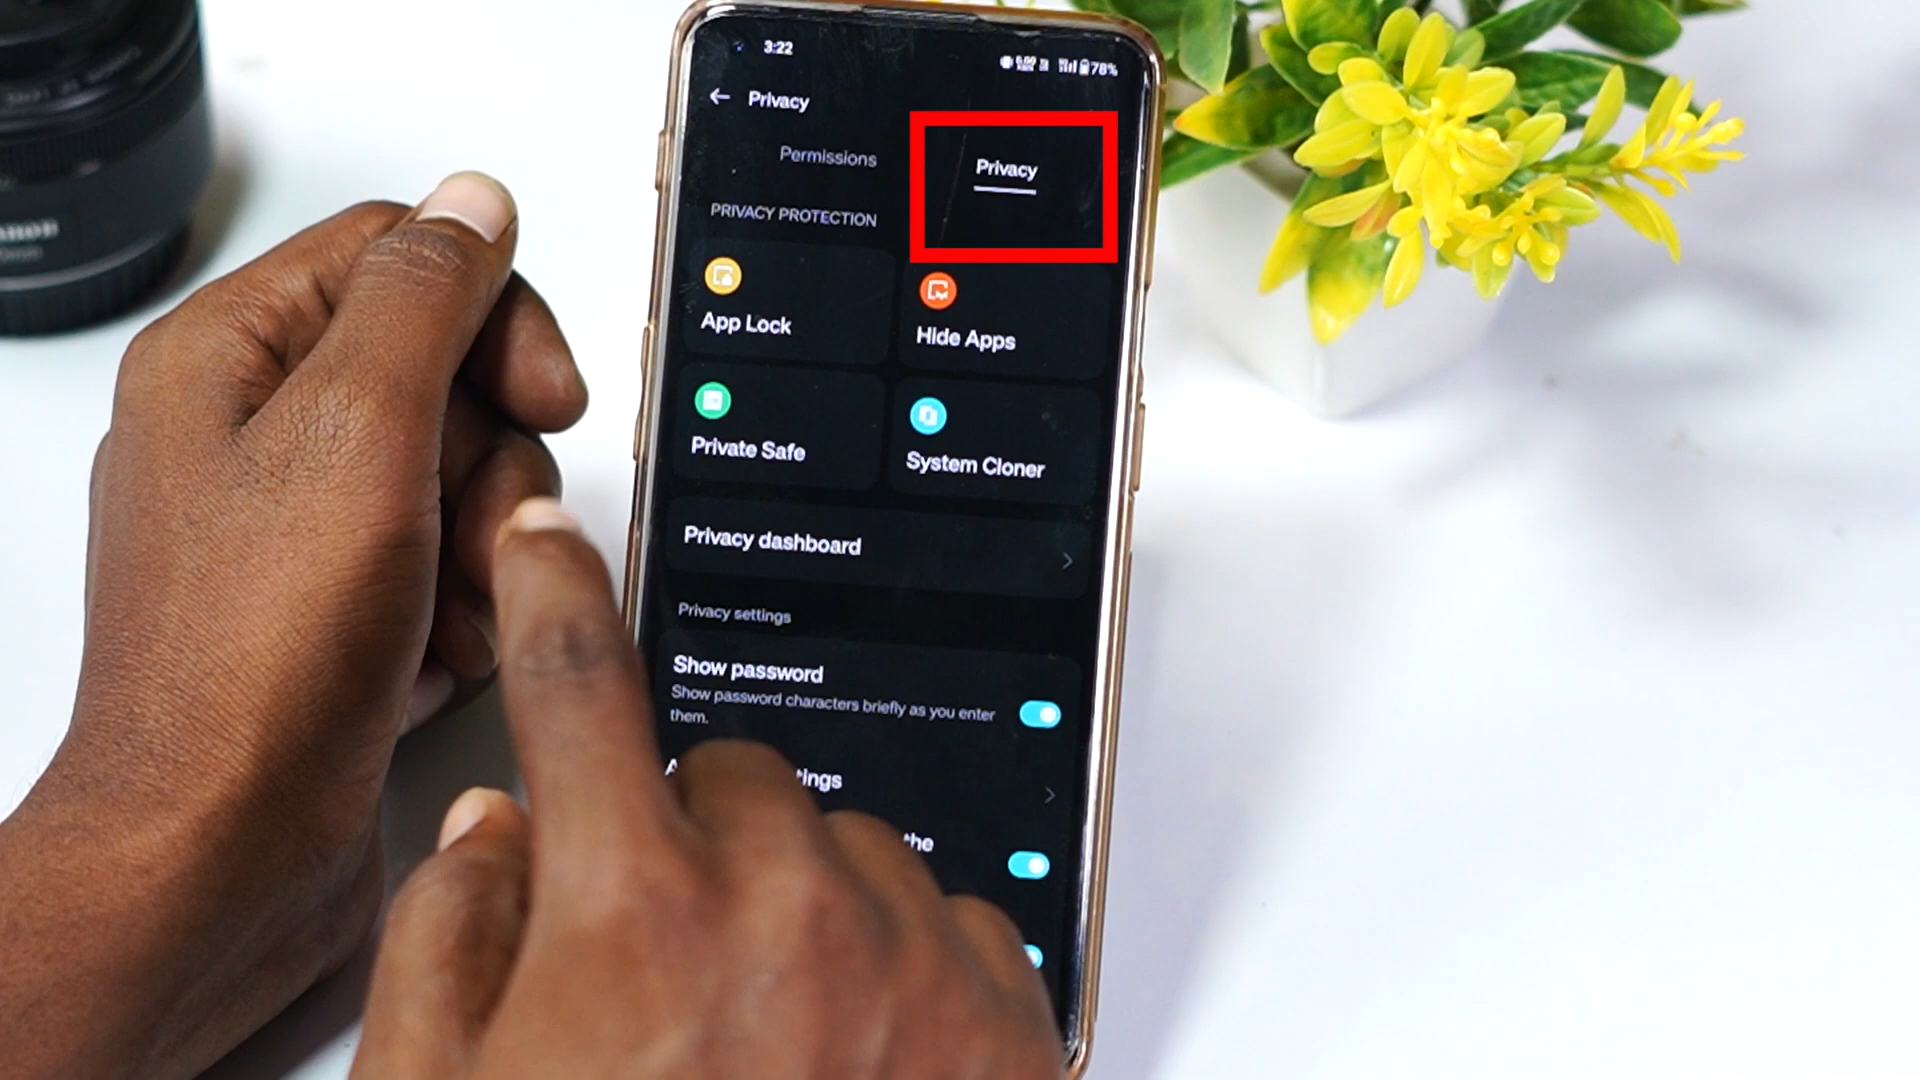 3:22
78%
Privacy
Permissions
Privacy
PRIVACY PROTECTION
App Lock
Hide Apps
Private Safe
System Cloner
Privacy dashboard
Privacy settings
Show password
Show password characters briefly as you enter
them.